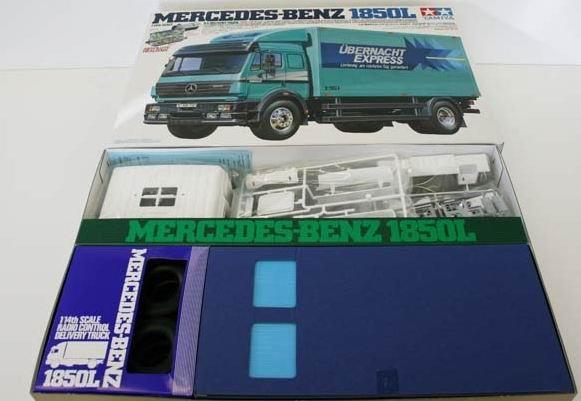 MERCEDES-BENZ 1850L
TAMIYA
ÜBERNACHT
EXPRESS
MERCEDES-BENZ 1850L
MERCEDES-BENZ
1/14th SCALE
RADIO CONTROL
DELIVERY TRUCK
1850L